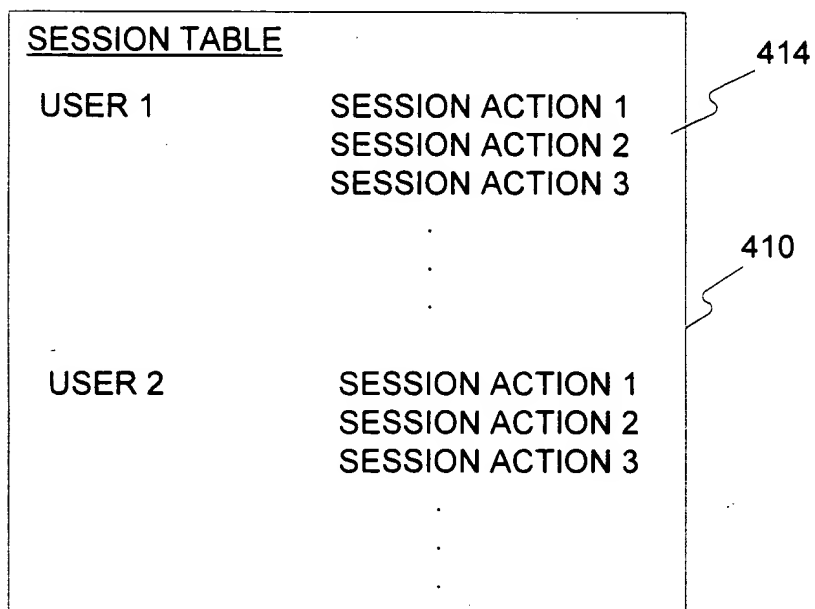 SESSION TABLE
414
USER 1 SESSION ACTION 1
SESSION ACTION 2
SESSION ACTION 3
.
.
.
410
USER 2 SESSION ACTION 1
SESSION ACTION 2
SESSION ACTION 3
.
.
.